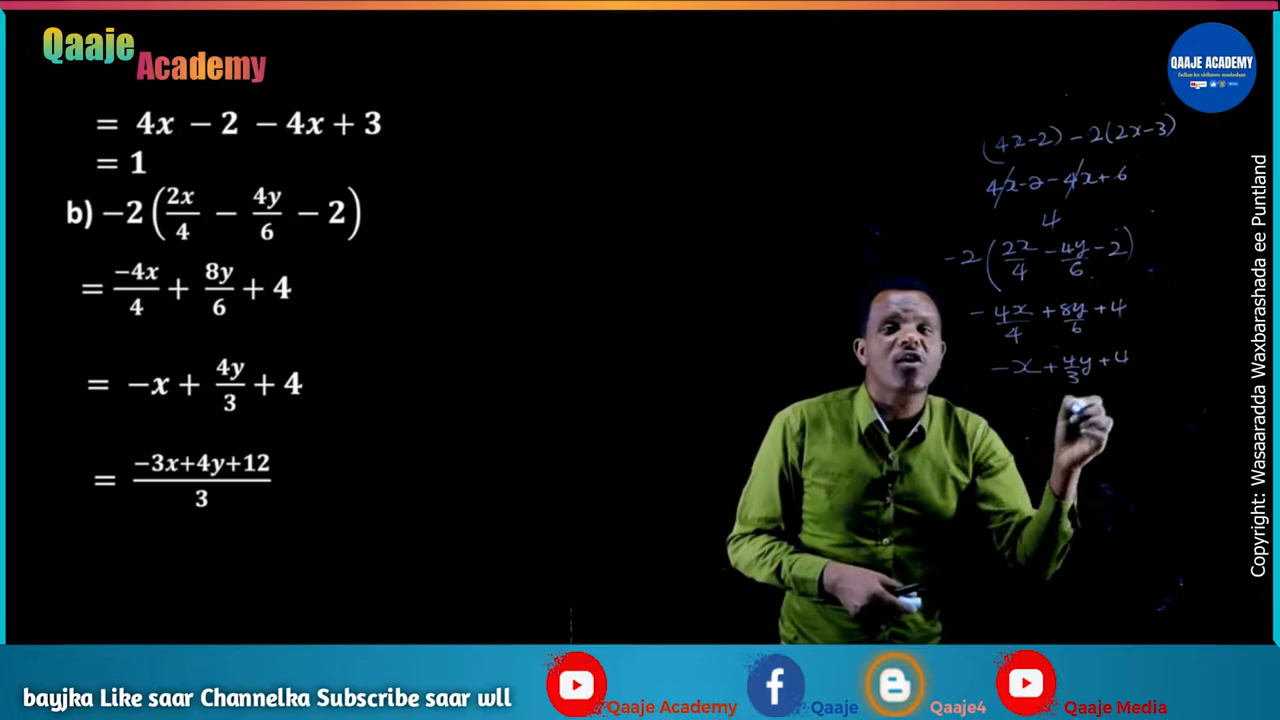 Qaaje
Academy
QAAJE ACADEMY
= 4x − 2 − 4x + 3
= 1
b) −2 (2x/4 − 4y/6 − 2)
= −4x/4 + 8y/6 + 4
= −x + 4y/3 + 4
= −3x+4y+12/3
(4x-2) - 2(2x-3)
4x-2-4x+6
4
-2 (2x/4 - 4y/6 - 2)
- 4x/4 + 8y/6 + 4
-x + 4/3y + 4
Copyright: Wasaaradda Waxbarashada ee Puntland
bayjka Like saar Channelka Subscribe saar wll
Qaaje Academy
Qaaje
Qaaje4
Qaaje Media